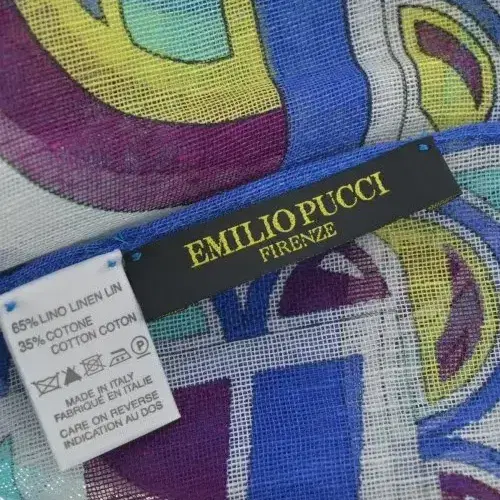 EMILIO PUCCI
FIRENZE
65% LINO LINEN LIN
35% COTONE
COTTON COTON
MADE IN ITALY
FABRIQUÉ EN ITALIE
CARE ON REVERSE
INDICATION AU DOS